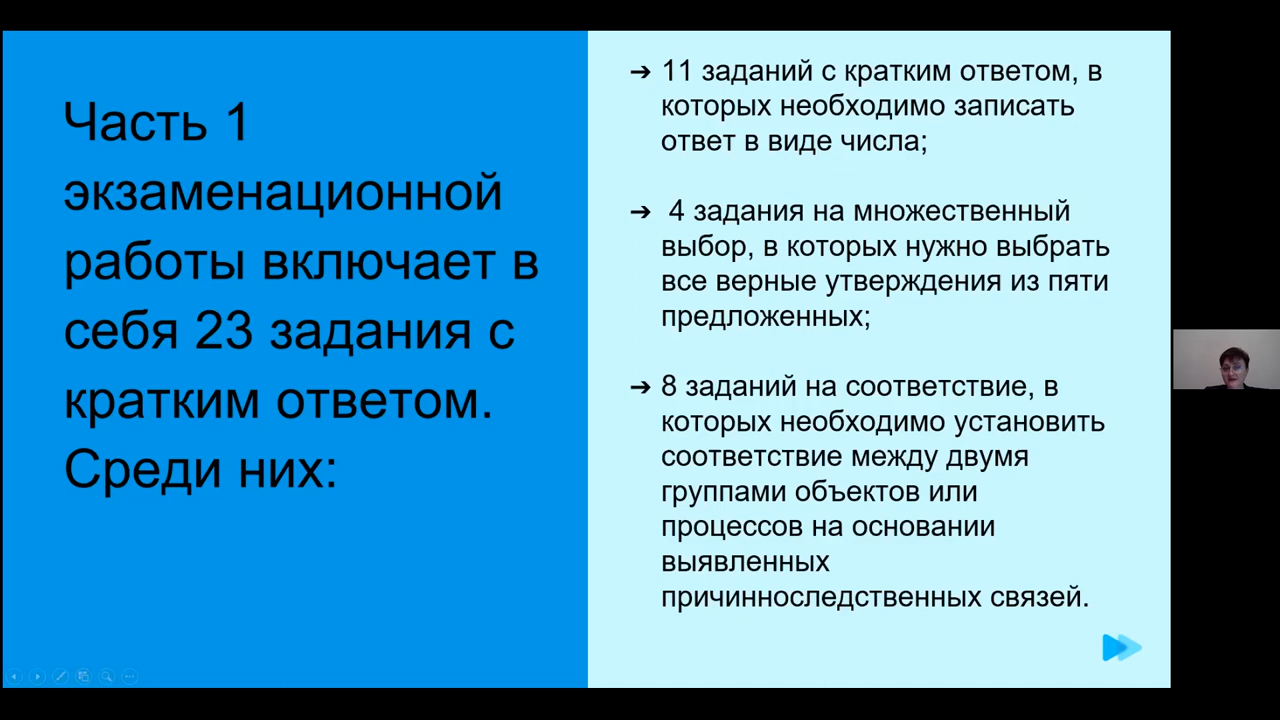 Часть 1
экзаменационной
работы включает в
себя 23 задания с
кратким ответом.
Среди них:
➔ 11 заданий с кратким ответом, в
которых необходимо записать
ответ в виде числа;
➔ 4 задания на множественный
выбор, в которых нужно выбрать
все верные утверждения из пяти
предложенных;
➔ 8 заданий на соответствие, в
которых необходимо установить
соответствие между двумя
группами объектов или
процессов на основании
выявленных
причинноследственных связей.